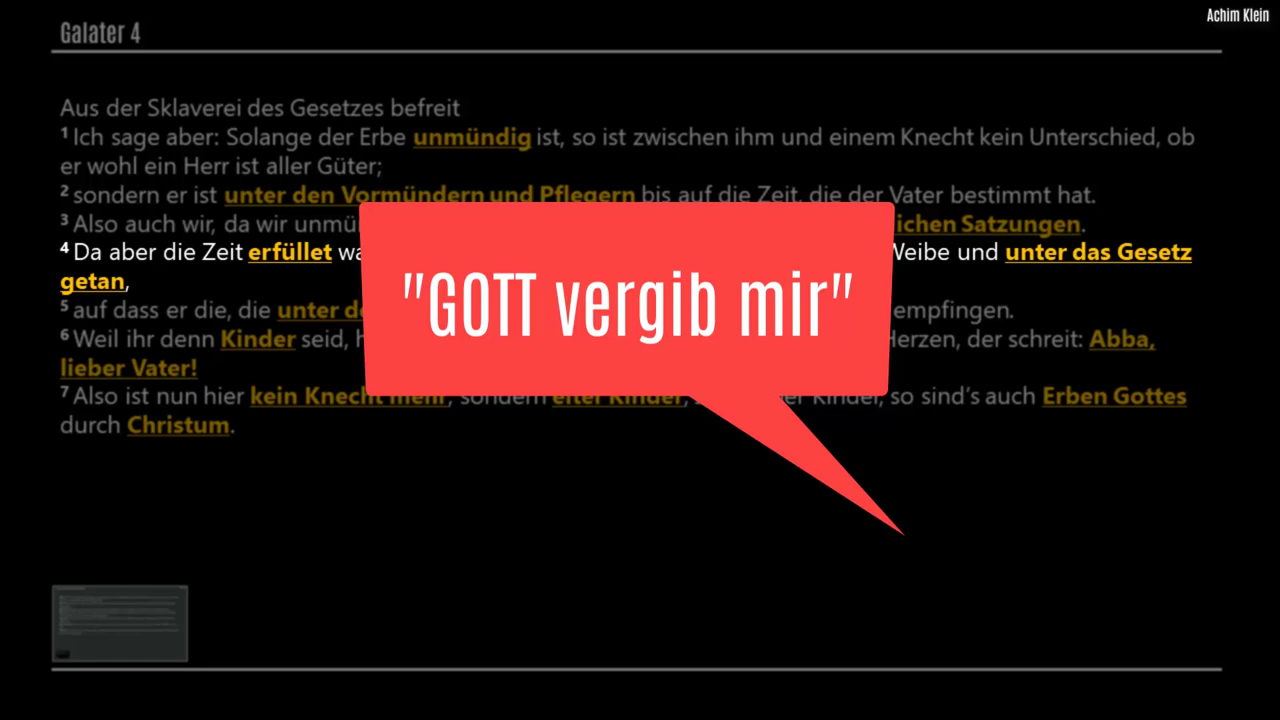 Achim Klein
Galater 4
Aus der Sklaverei des Gesetzes befreit
1 Ich sage aber: Solange der Erbe unmündig ist, so ist zwischen ihm und einem Knecht kein Unterschied, ob
er wohl ein Herr ist aller Güter;
2 sondern er ist unter den Vormündern und Pflegern bis auf die Zeit, die der Vater bestimmt hat.
3 Also auch wir, da wir unmü ichen Satzungen.
4 Da aber die Zeit erfüllet wa Weibe und unter das Gesetz
getan,
5 auf dass er die, die unter d empfingen.
6 Weil ihr denn Kinder seid, h Herzen, der schreit: Abba,
lieber Vater!
7 Also ist nun hier kein Knecht mehr, sondern eitel Kinder, Kinder, so sind's auch Erben Gottes
durch Christum.
"GOTT vergib mir"